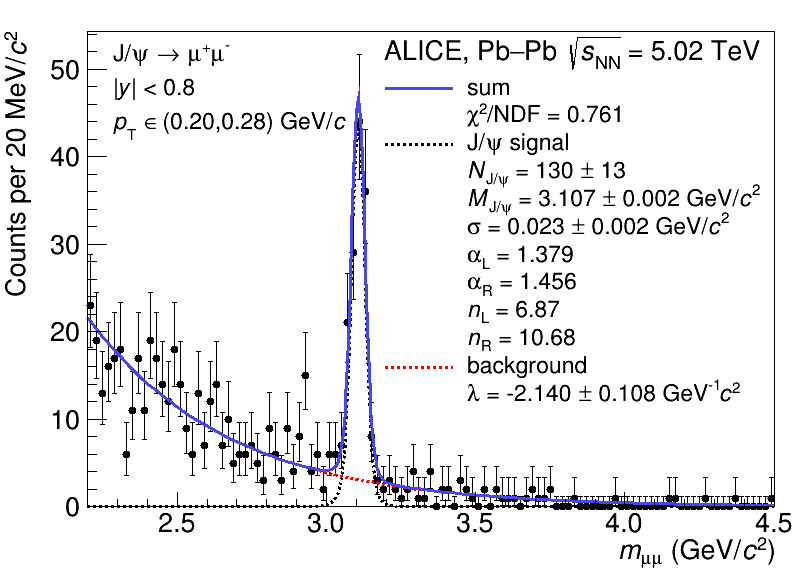 Counts per 20 MeV/c²
J/ψ → μ⁺μ⁻
|y| < 0.8
p_T ∈ (0.20,0.28) GeV/c
ALICE, Pb–Pb √s_NN = 5.02 TeV
sum
χ²/NDF = 0.761
J/ψ signal
N_J/ψ = 130 ± 13
M_J/ψ = 3.107 ± 0.002 GeV/c²
σ = 0.023 ± 0.002 GeV/c²
α_L = 1.379
α_R = 1.456
n_L = 6.87
n_R = 10.68
background
λ = -2.140 ± 0.108 GeV⁻¹c²
50
40
30
20
10
0
2.5 3.0 3.5 4.0 4.5
m_μμ (GeV/c²)